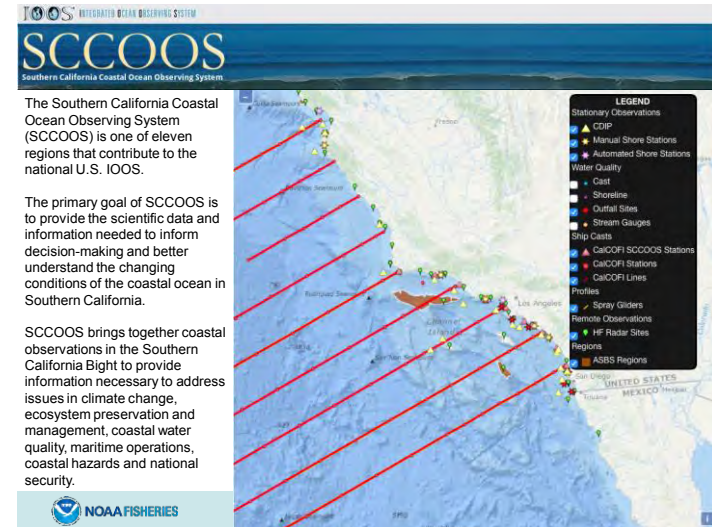 IOOS INTEGRATED OCEAN OBSERVING SYSTEM
SCCOOS
Southern California Coastal Ocean Observing System
The Southern California Coastal
Ocean Observing System
(SCCOOS) is one of eleven
regions that contribute to the
national U.S. IOOS.
The primary goal of SCCOOS is
to provide the scientific data and
information needed to inform
decision-making and better
understand the changing
conditions of the coastal ocean in
Southern California.
SCCOOS brings together coastal
observations in the Southern
California Bight to provide
information necessary to address
issues in climate change,
ecosystem preservation and
management, coastal water
quality, maritime operations,
coastal hazards and national
security.
NOAA FISHERIES
LEGEND
Stationary Observations
CDIP
Manual Shore Stations
Automated Shore Stations
Water Quality
Cast
Shoreline
Outfall Sites
Stream Gauges
Ship Casts
CalCOFI SCCOOS Stations
CalCOFI Stations
CalCOFI Lines
Profiles
Spray Gliders
Remote Observations
HF Radar Sites
Regions
ASBS Regions
Fresno
Los Angeles
Channel
Islands
San Diego
UNITED STATES
MEXICO
Tijuana